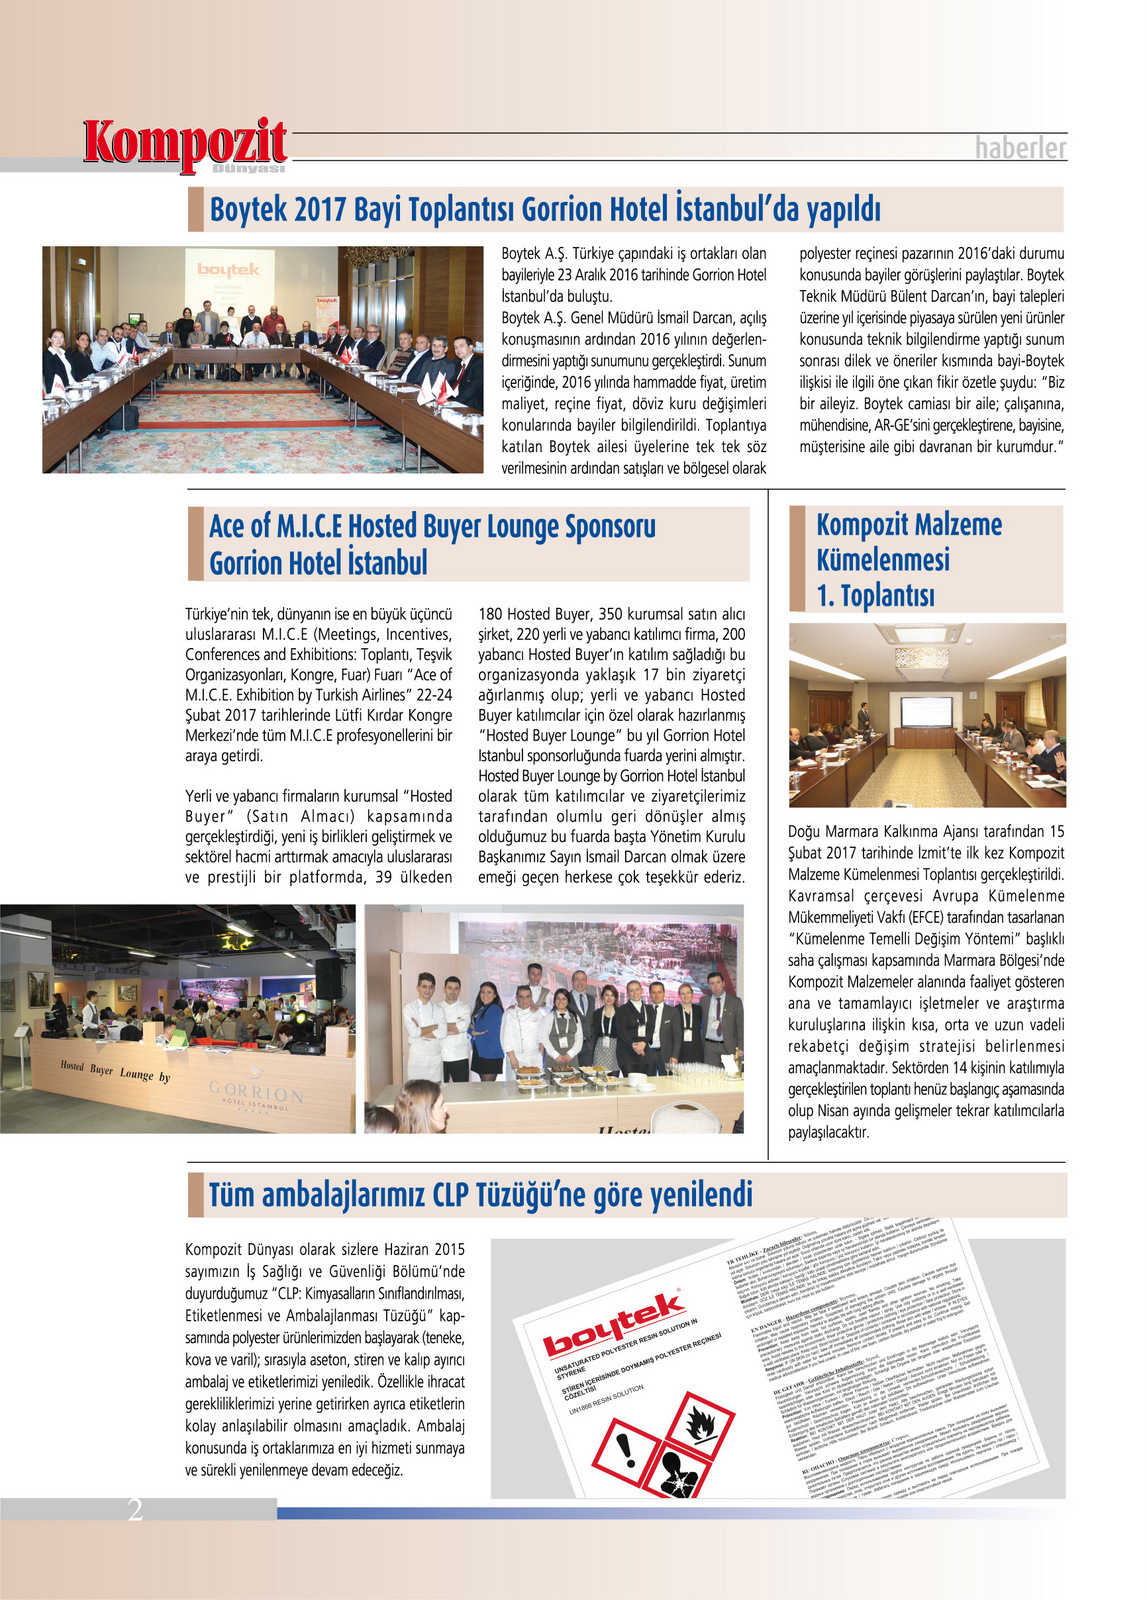 Kompozit
Dünyası
haberler
Boytek 2017 Bayi Toplantısı Gorrion Hotel İstanbul’da yapıldı
boytek
boytek
Boytek A.Ş. Türkiye çapındaki iş ortakları olan
bayileriyle 23 Aralık 2016 tarihinde Gorrion Hotel
İstanbul’da buluştu.
Boytek A.Ş. Genel Müdürü İsmail Darcan, açılış
konuşmasının ardından 2016 yılının değerlen-
dirmesini yaptığı sunumunu gerçekleştirdi. Sunum
içeriğinde, 2016 yılında hammadde fiyat, üretim
maliyet, reçine fiyat, döviz kuru değişimleri
konularında bayiler bilgilendirildi. Toplantıya
katılan Boytek ailesi üyelerine tek tek söz
verilmesinin ardından satışları ve bölgesel olarak
polyester reçinesi pazarının 2016’daki durumu
konusunda bayiler görüşlerini paylaştılar. Boytek
Teknik Müdürü Bülent Darcan’ın, bayi talepleri
üzerine yıl içerisinde piyasaya sürülen yeni ürünler
konusunda teknik bilgilendirme yaptığı sunum
sonrası dilek ve öneriler kısmında bayi-Boytek
ilişkisi ile ilgili öne çıkan fikir özetle şuydu: “Biz
bir aileyiz. Boytek camiası bir aile; çalışanına,
mühendisine, AR-GE’sini gerçekleştirene, bayisine,
müşterisine aile gibi davranan bir kurumdur.”
Ace of M.I.C.E Hosted Buyer Lounge Sponsoru
Gorrion Hotel İstanbul
Türkiye’nin tek, dünyanın ise en büyük üçüncü
uluslararası M.I.C.E (Meetings, Incentives,
Conferences and Exhibitions: Toplantı, Teşvik
Organizasyonları, Kongre, Fuar) Fuarı “Ace of
M.I.C.E. Exhibition by Turkish Airlines” 22-24
Şubat 2017 tarihlerinde Lütfi Kırdar Kongre
Merkezi’nde tüm M.I.C.E profesyonellerini bir
araya getirdi.
Yerli ve yabancı firmaların kurumsal “Hosted
Buyer” (Satın Almacı) kapsamında
gerçekleştirdiği, yeni iş birlikleri geliştirmek ve
sektörel hacmi arttırmak amacıyla uluslararası
ve prestijli bir platformda, 39 ülkeden
180 Hosted Buyer, 350 kurumsal satın alıcı
şirket, 220 yerli ve yabancı katılımcı firma, 200
yabancı Hosted Buyer’ın katılım sağladığı bu
organizasyonda yaklaşık 17 bin ziyaretçi
ağırlanmış olup; yerli ve yabancı Hosted
Buyer katılımcılar için özel olarak hazırlanmış
“Hosted Buyer Lounge” bu yıl Gorrion Hotel
Istanbul sponsorluğunda fuarda yerini almıştır.
Hosted Buyer Lounge by Gorrion Hotel İstanbul
olarak tüm katılımcılar ve ziyaretçilerimiz
tarafından olumlu geri dönüşler almış
olduğumuz bu fuarda başta Yönetim Kurulu
Başkanımız Sayın İsmail Darcan olmak üzere
emeği geçen herkese çok teşekkür ederiz.
Hosted Buyer Lounge by
GORRION
HOTEL ISTANBUL
Hosted
Kompozit Malzeme
Kümelenmesi
1. Toplantısı
Doğu Marmara Kalkınma Ajansı tarafından 15
Şubat 2017 tarihinde İzmit’te ilk kez Kompozit
Malzeme Kümelenmesi Toplantısı gerçekleştirildi.
Kavramsal çerçevesi Avrupa Kümelenme
Mükemmeliyeti Vakfı (EFCE) tarafından tasarlanan
“Kümelenme Temelli Değişim Yöntemi” başlıklı
saha çalışması kapsamında Marmara Bölgesi’nde
Kompozit Malzemeler alanında faaliyet gösteren
ana ve tamamlayıcı işletmeler ve araştırma
kuruluşlarına ilişkin kısa, orta ve uzun vadeli
rekabetçi değişim stratejisi belirlenmesi
amaçlanmaktadır. Sektörden 14 kişinin katılımıyla
gerçekleştirilen toplantı henüz başlangıç aşamasında
olup Nisan ayında gelişmeler tekrar katılımcılarla
paylaşılacaktır.
Tüm ambalajlarımız CLP Tüzüğü’ne göre yenilendi
Kompozit Dünyası olarak sizlere Haziran 2015
sayımızın İş Sağlığı ve Güvenliği Bölümü’nde
duyurduğumuz “CLP: Kimyasalların Sınıflandırılması,
Etiketlenmesi ve Ambalajlanması Tüzüğü” kap-
samında polyester ürünlerimizden başlayarak (teneke,
kova ve varil); sırasıyla aseton, stiren ve kalıp ayırıcı
ambalaj ve etiketlerimizi yeniledik. Özellikle ihracat
gerekliliklerimizi yerine getirirken ayrıca etiketlerin
kolay anlaşılabilir olmasını amaçladık. Ambalaj
konusunda iş ortaklarımıza en iyi hizmeti sunmaya
ve sürekli yenilenmeye devam edeceğiz.
boytek
UNSATURATED POLYESTER RESIN SOLUTION IN
STYRENE
STİREN İÇERİSİNDE DOYMAMIŞ POLYESTER REÇİNESİ
ÇÖZELTİSİ
UN1866 RESIN SOLUTION
TR TEHLİKE - Zararlı bileşenler:
EN DANGER - Hazardous components:
DE GEFAHR - Gefährliche Inhaltsstoffe:
2